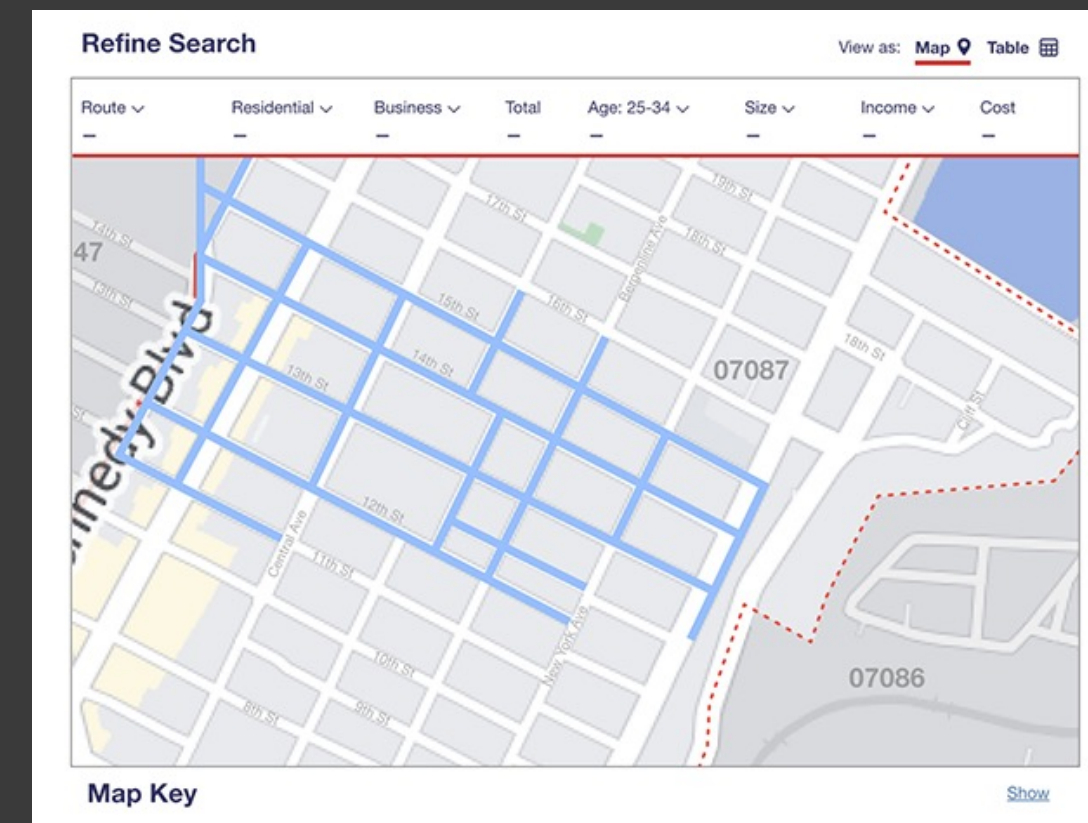 Refine Search
View as: Map Table
Route Residential Business Total Age: 25-34 Size Income Cost
– – – – – – – –
19th St
17th St
14th St
18th St
47
Bergenline Ave
13th St
15th St
16th St
18th St
14th St
07087
13th St
Cliff St
St
nnedy Blvd
12th St
Central Ave
11th St
New York Ave
10th St
07086
8th St
9th St
Map Key
Show